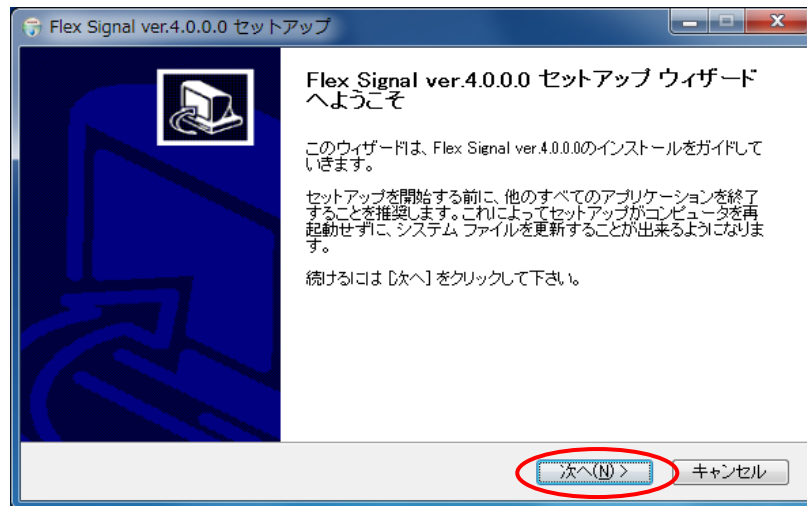 Flex Signal ver.4.0.0.0 セットアップ
Flex Signal ver.4.0.0.0 セットアップ ウィザード
へようこそ
このウィザードは、Flex Signal ver.4.0.0.0のインストールをガイドして
いきます。
セットアップを開始する前に、他のすべてのアプリケーションを終了
することを推奨します。これによってセットアップがコンピュータを再
起動せずに、システム ファイルを更新することが出来るようになりま
す。
続けるには [次へ] をクリックして下さい。
次へ(N) >
キャンセル